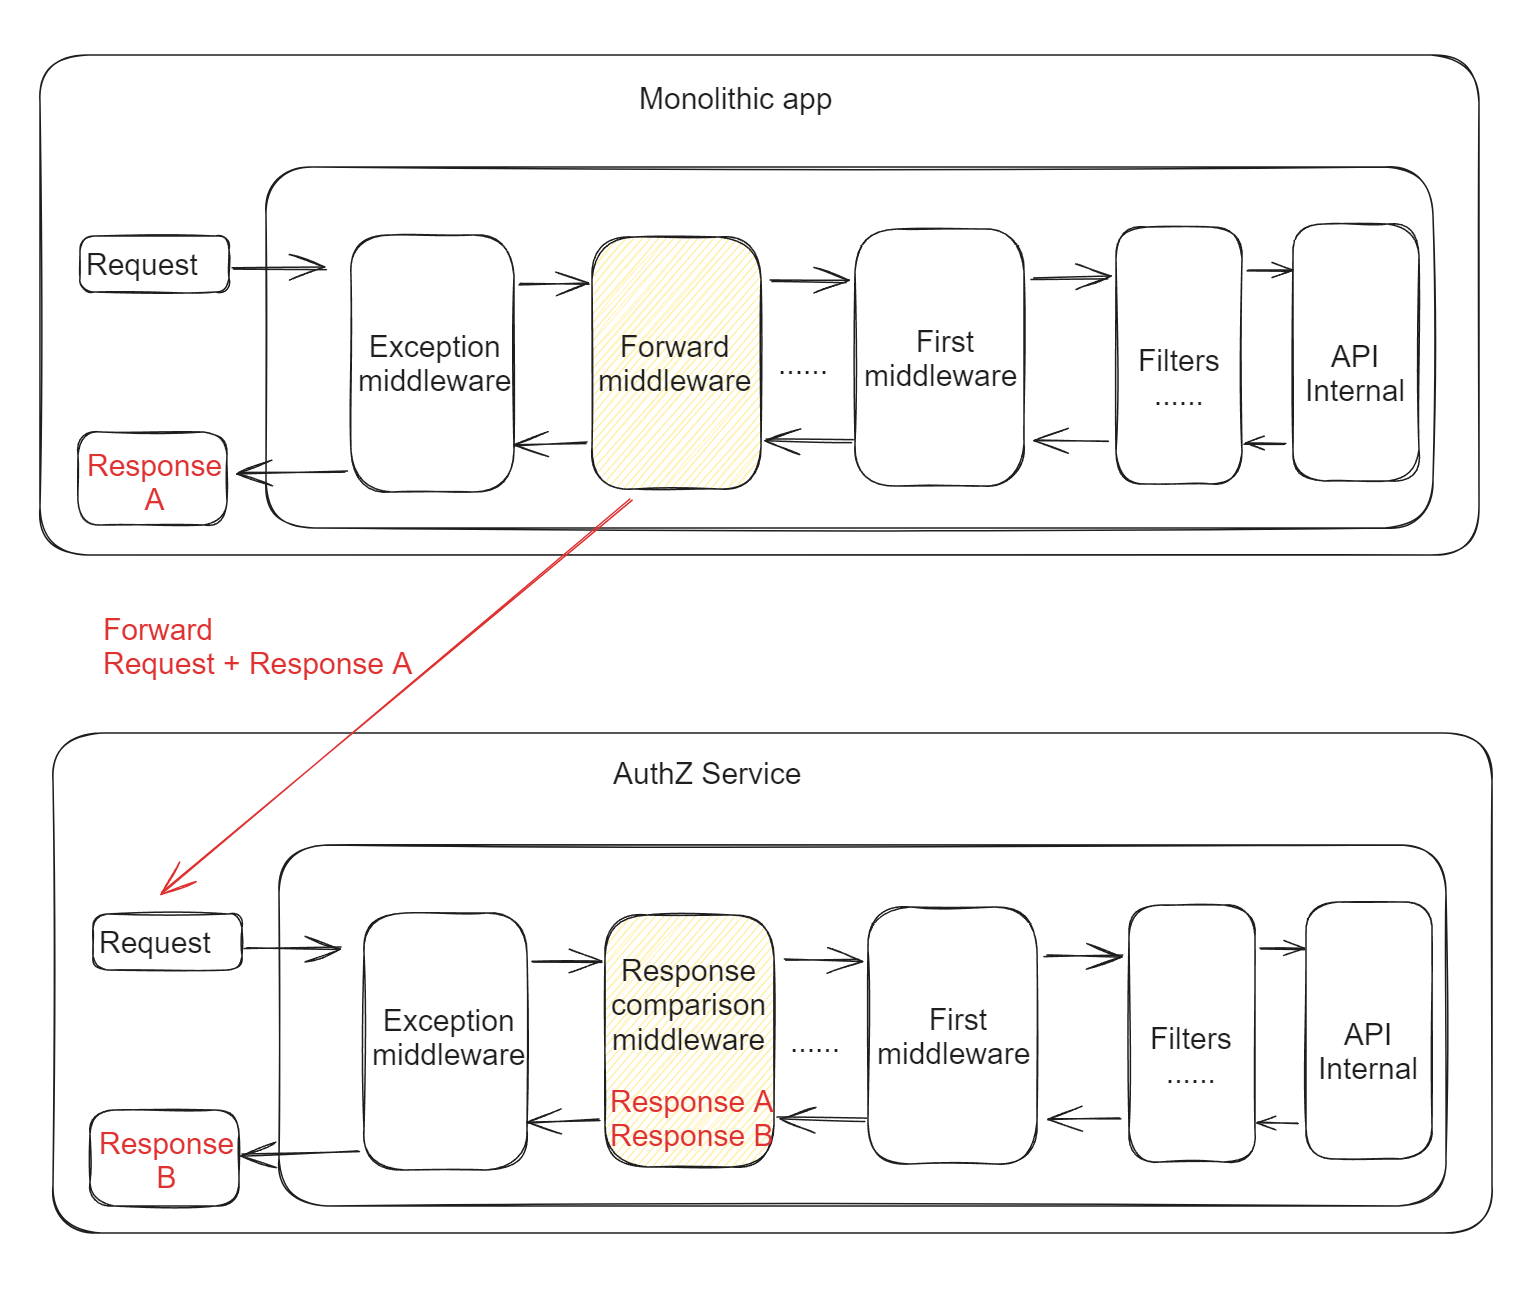 Monolithic app
Request
Exception
middleware
Forward
middleware
......
First
middleware
Filters
......
API
Internal
Response
A
Forward
Request + Response A
AuthZ Service
Request
Exception
middleware
Response
comparison
middleware
Response A
Response B
......
First
middleware
Filters
......
API
Internal
Response
B